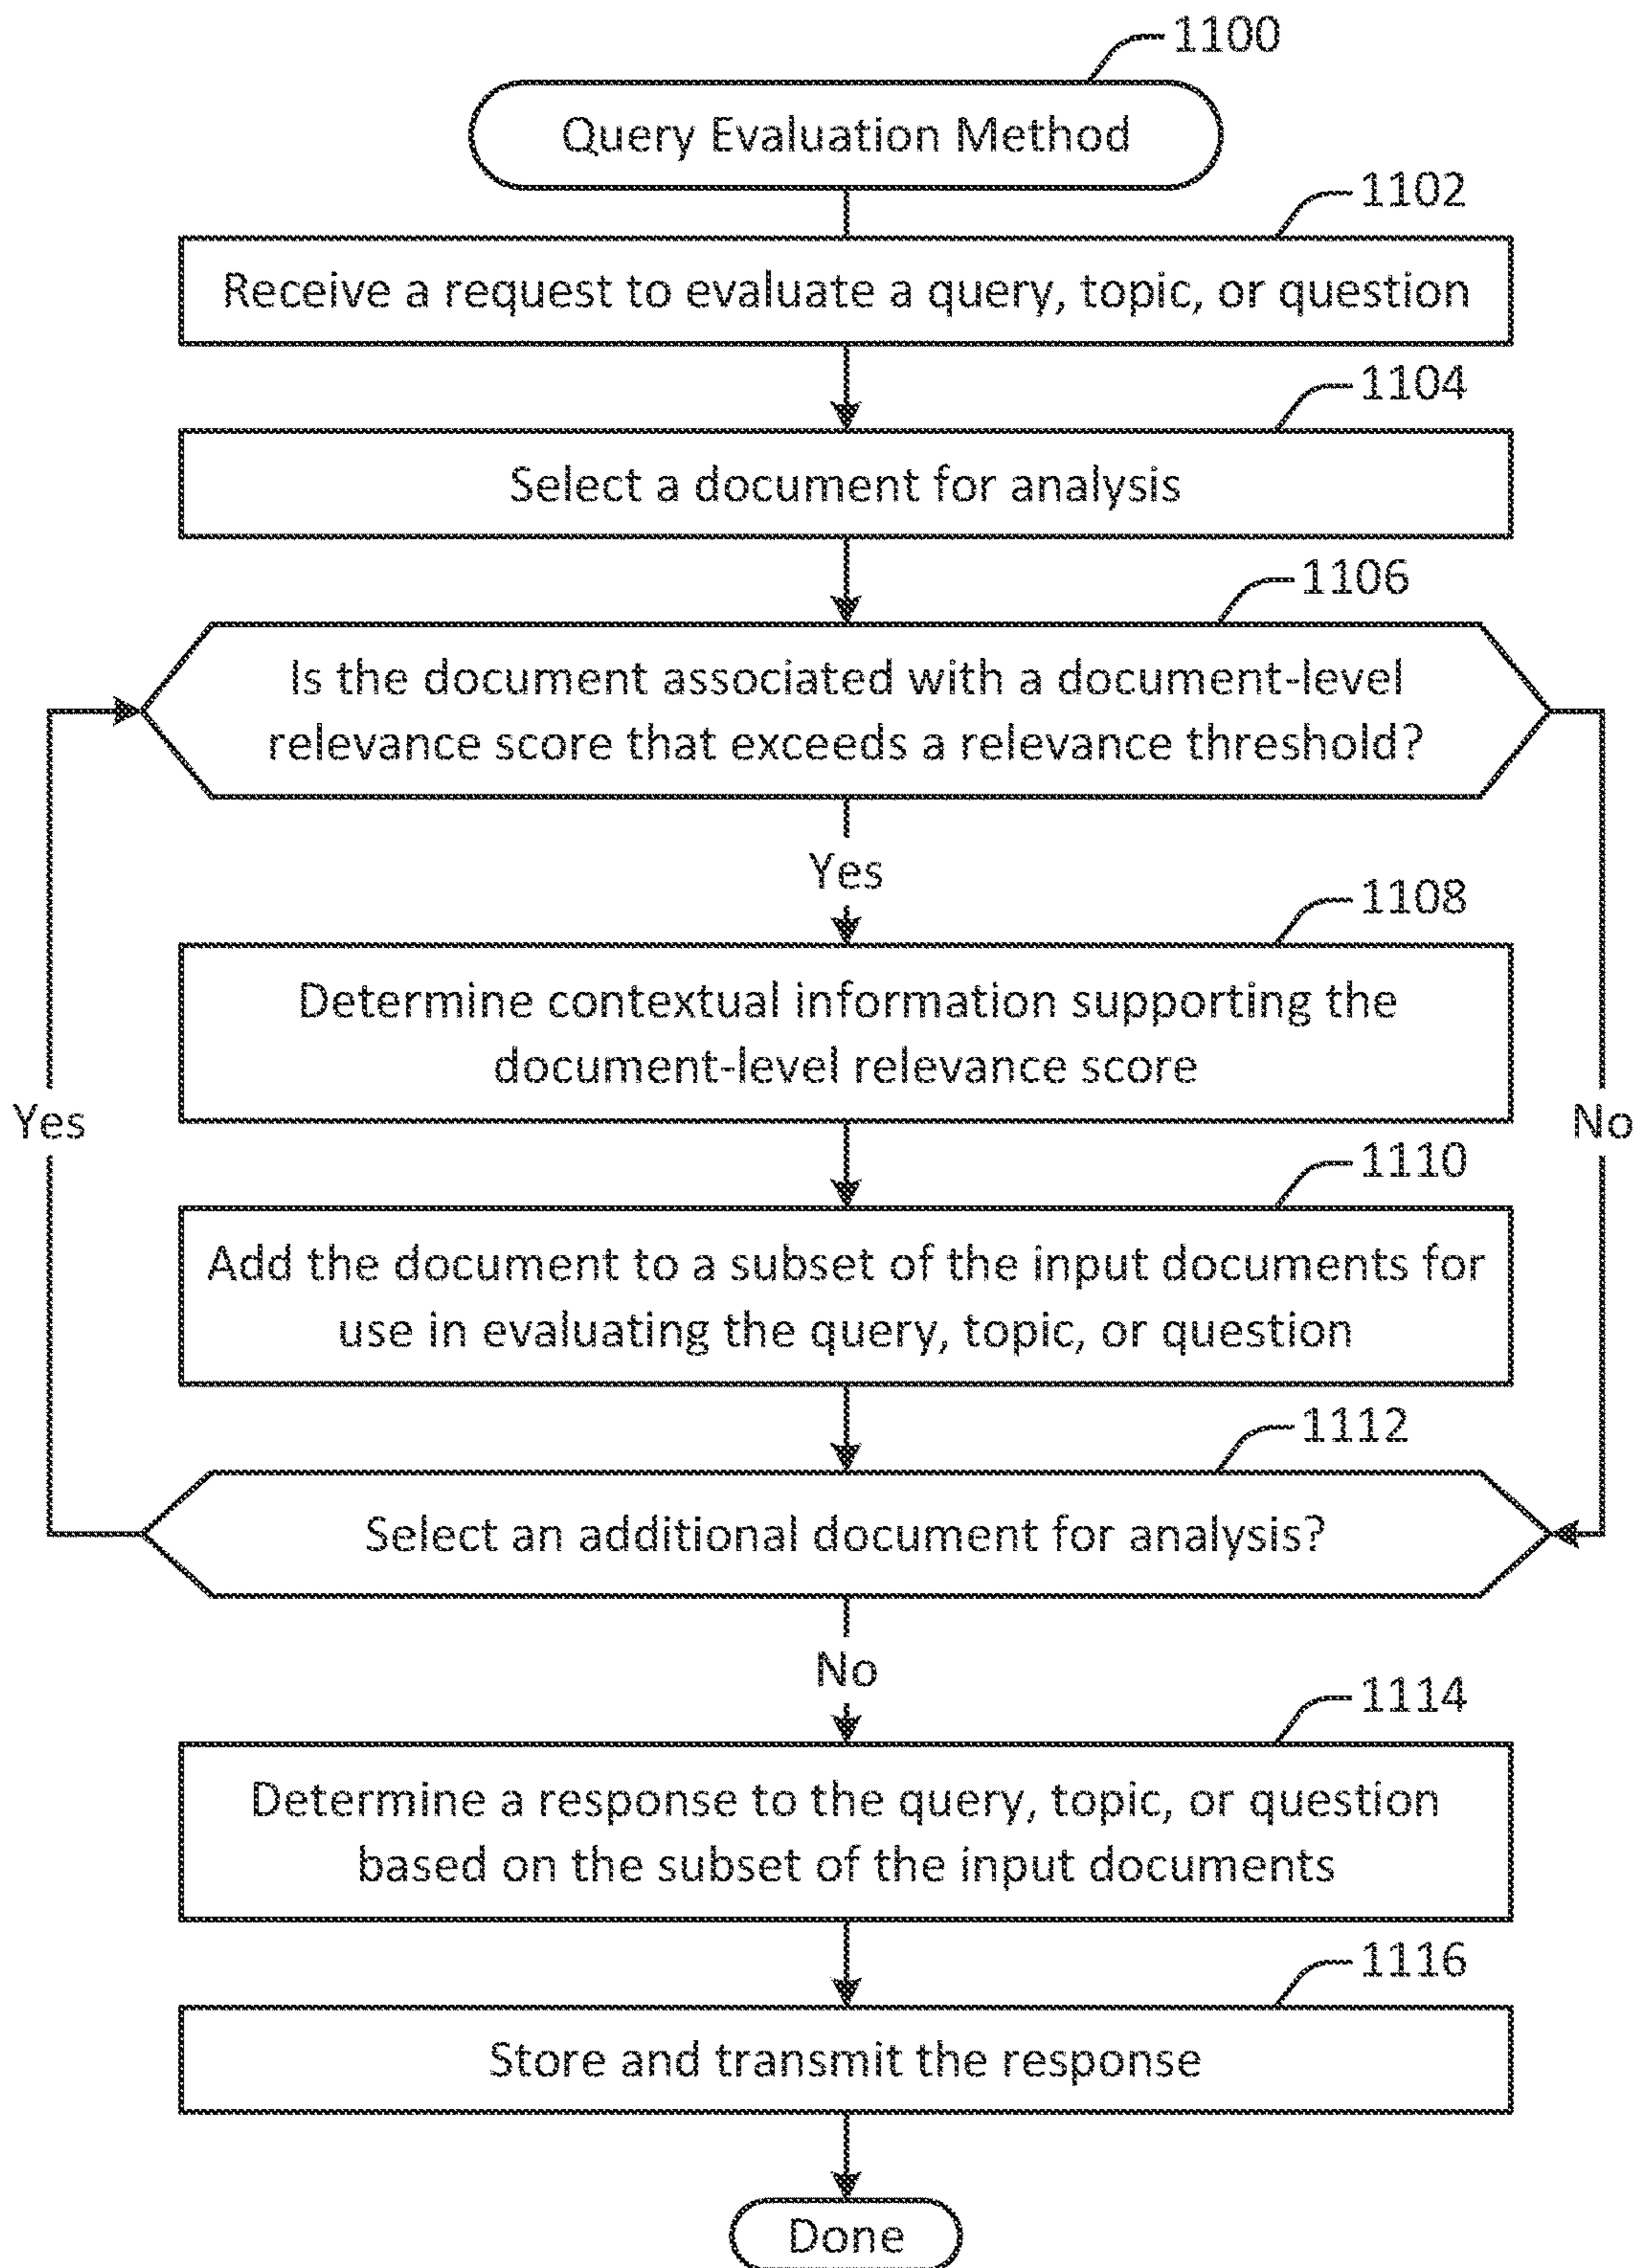 1100
Query Evaluation Method
1102
Receive a request to evaluate a query, topic, or question
1104
Select a document for analysis
1106
Is the document associated with a document-level
relevance score that exceeds a relevance threshold?
Yes
1108
Determine contextual information supporting the
document-level relevance score
Yes
No
1110
Add the document to a subset of the input documents for
use in evaluating the query, topic, or question
1112
Select an additional document for analysis?
No
1114
Determine a response to the query, topic, or question
based on the subset of the input documents
1116
Store and transmit the response
Done